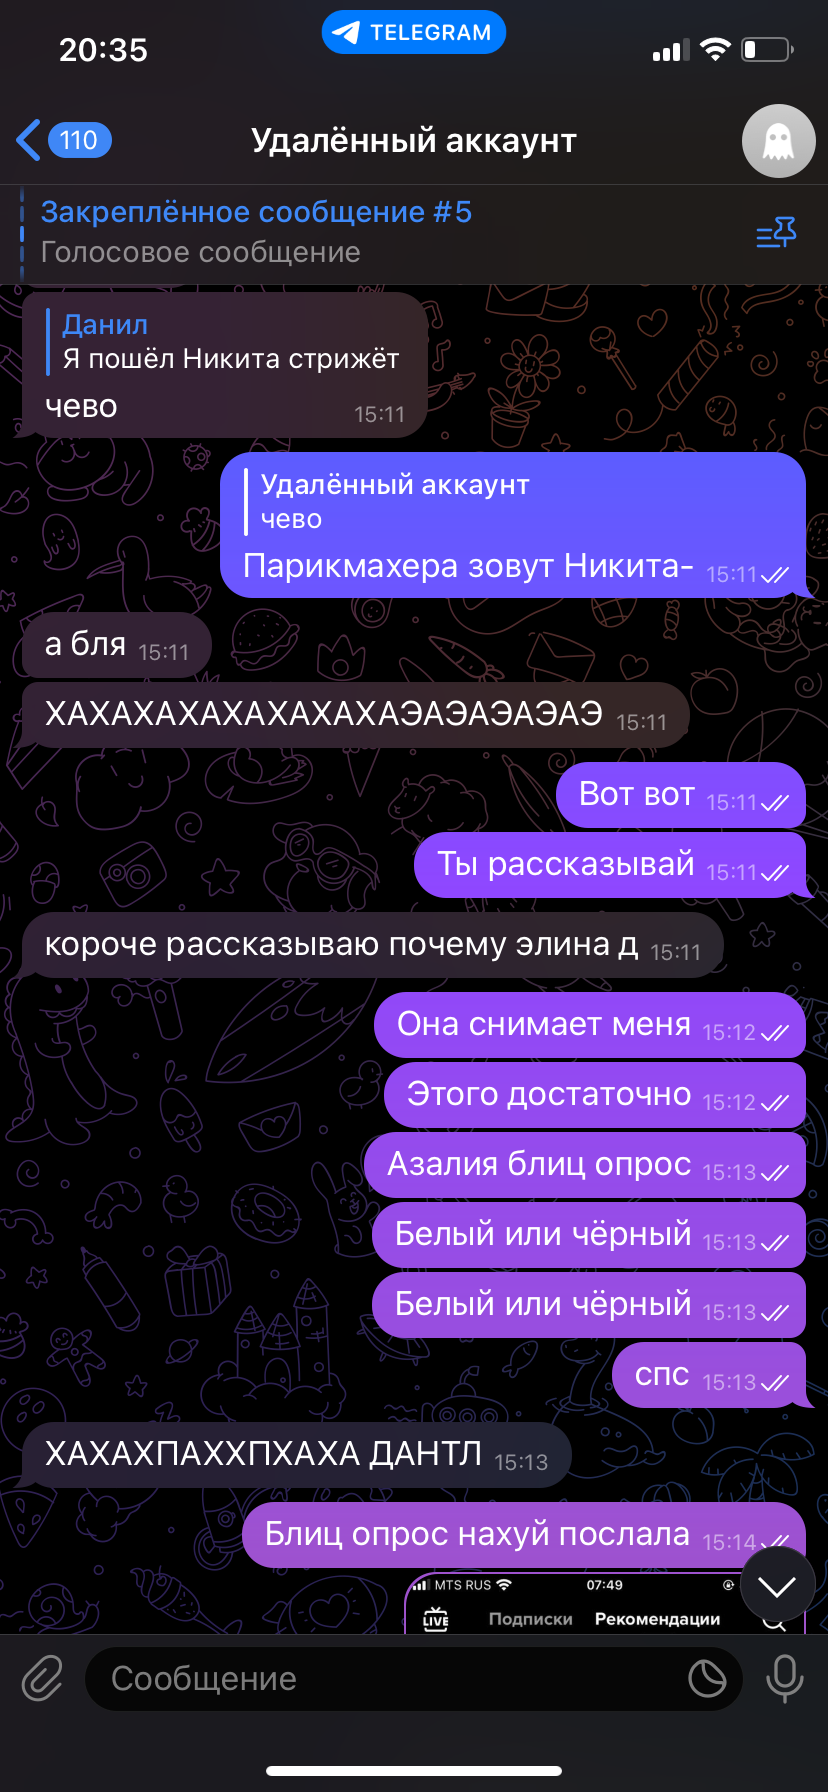 20:35
TELEGRAM
110
Удалённый аккаунт
Закреплённое сообщение #5
Голосовое сообщение
Данил
Я пошёл Никита стрижёт
чево 15:11
Удалённый аккаунт
чево
Парикмахера зовут Никита- 15:11
а бля 15:11
ХАХАХАХАХАХАХАХАЭАЭАЭАЭАЭ 15:11
Вот вот 15:11
Ты рассказывай 15:11
короче рассказываю почему элина д 15:11
Она снимает меня 15:12
Этого достаточно 15:12
Азалия блиц опрос 15:13
Белый или чёрный 15:13
Белый или чёрный 15:13
спс 15:13
ХАХАХПАХХПХАХА ДАНТЛ 15:13
Блиц опрос нахуй послала 15:14
MTS RUS 07:49
LIVE Подписки Рекомендации
Сообщение